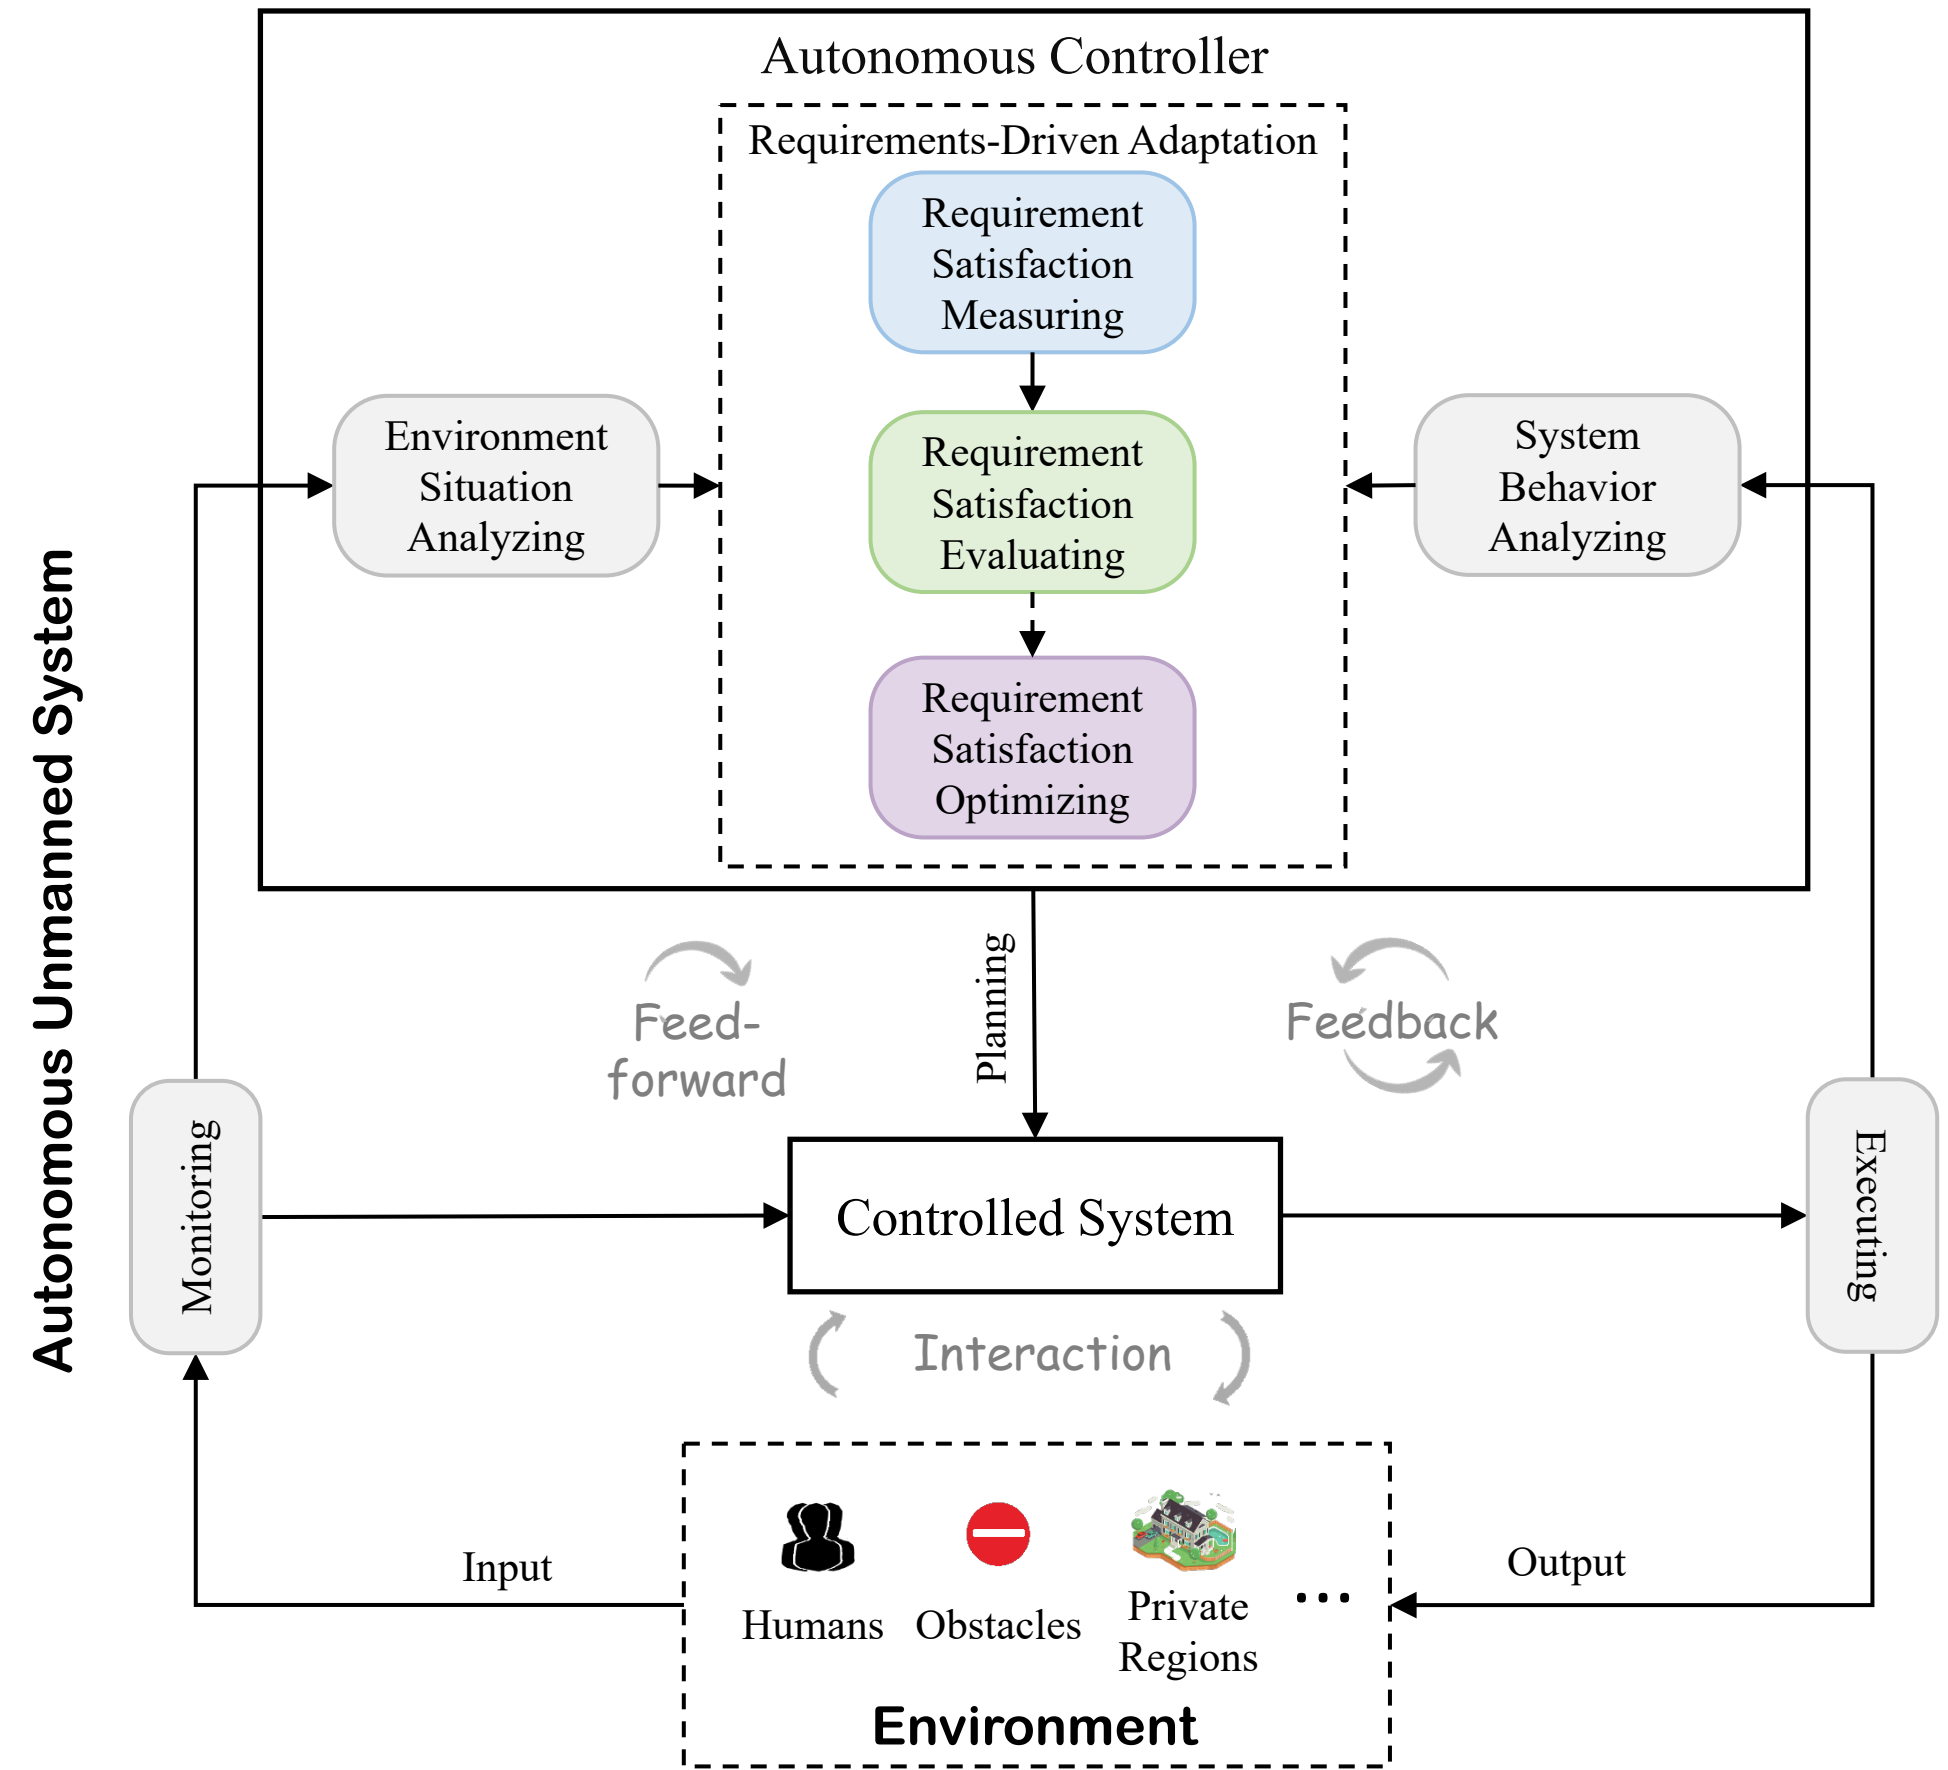 Autonomous Controller
Requirements-Driven Adaptation
Requirement
Satisfaction
Measuring
Environment
Situation
Analyzing
Requirement
Satisfaction
Evaluating
System
Behavior
Analyzing
Requirement
Satisfaction
Optimizing
Autonomous Unmanned System
Feed-
forward
Planning
Feedback
Monitoring
Controlled System
Executing
Interaction
Input
Humans
Obstacles
Private
Regions
...
Output
Environment